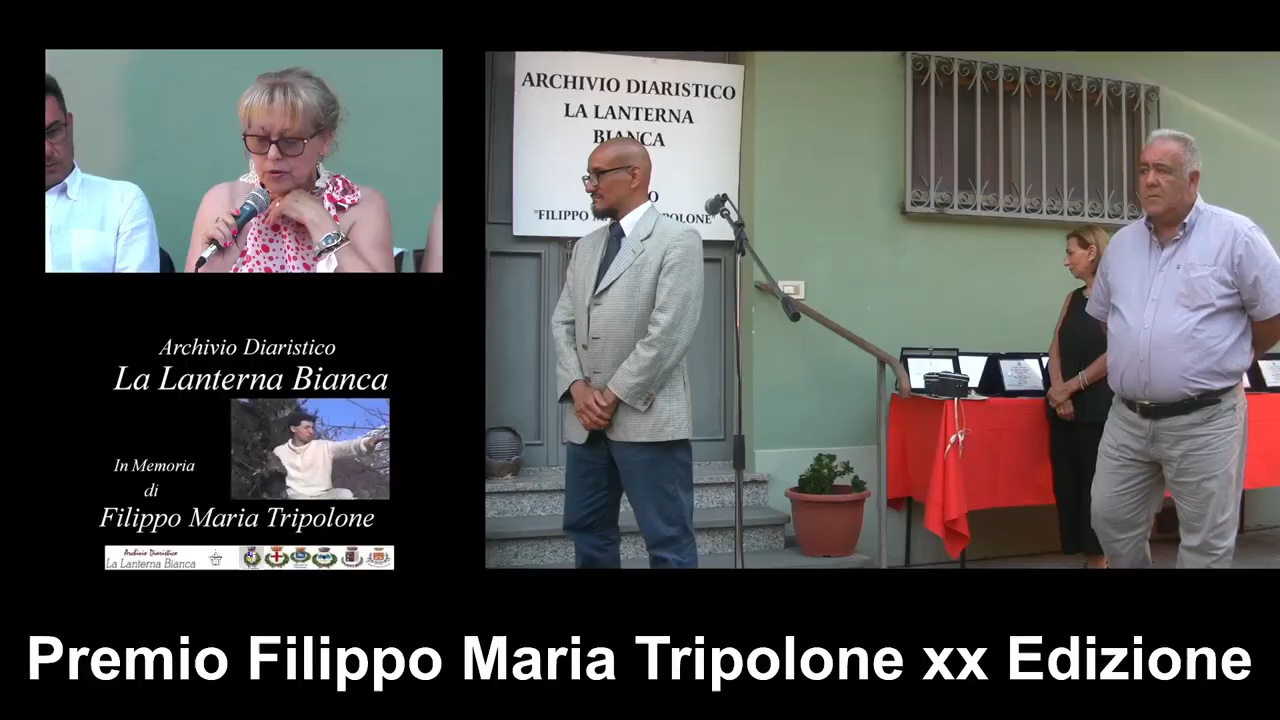 ARCHIVIO DIARISTICO
LA LANTERNA
BIANCA
"FILIPPO
Archivio Diaristico
La Lanterna Bianca
In Memoria
di
Filippo Maria Tripolone
Archivio Diaristico
La Lanterna Bianca
Premio Filippo Maria Tripolone xx Edizione